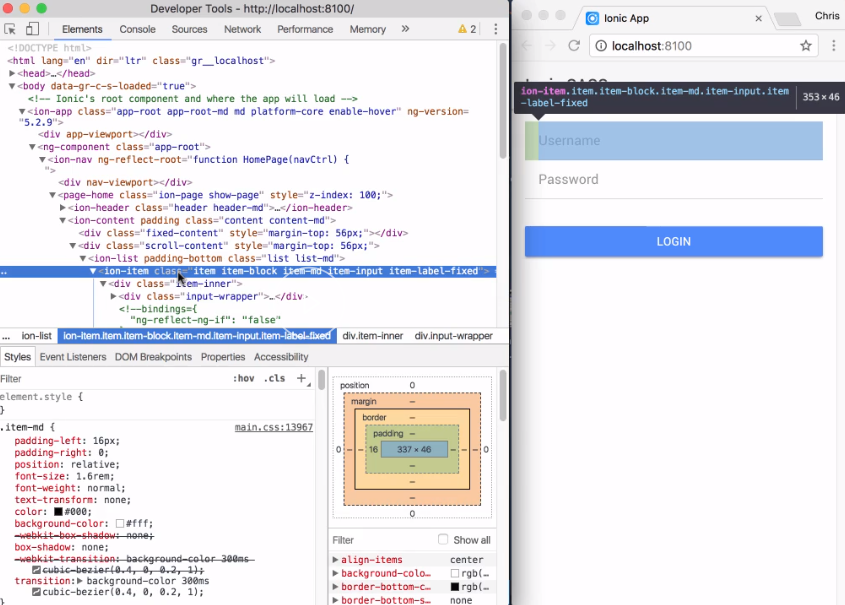 Developer Tools - http://localhost:8100/
Elements Console Sources Network Performance Memory » 2
<!DOCTYPE html>
<html lang="en" dir="ltr" class="gr__localhost">
<head>…</head>
<body data-gr-c-s-loaded="true">
<!-- Ionic's root component and where the app will load -->
<ion-app class="app-root app-root-md md platform-core enable-hover" ng-version=
"5.2.9">
<div app-viewport></div>
<ng-component class="app-root">
<ion-nav ng-reflect-root="function HomePage(navCtrl) {
">
<div nav-viewport></div>
<page-home class="ion-page show-page" style="z-index: 100;">
<ion-header class="header header-md">…</ion-header>
<ion-content padding class="content content-md">
<div class="fixed-content" style="margin-top: 56px;"></div>
<div class="scroll-content" style="margin-top: 56px;">
<ion-list padding-bottom class="list list-md">
<ion-item class="item item-block item-md item-input item-label-fixed">
<div class="item-inner">
<div class="input-wrapper">…</div>
<!--bindings={
"ng-reflect-ng-if": "false"
… ion-list ion-item.item.item-block.item-md.item-input.item-label-fixed div.item-inner div.input-wrapper
Styles Event Listeners DOM Breakpoints Properties Accessibility
Filter :hov .cls +
element.style {
}
.item-md { main.css:13967
padding-left: 16px;
padding-right: 0;
position: relative;
font-size: 1.6rem;
font-weight: normal;
text-transform: none;
color: #000;
background-color: #fff;
-webkit-box-shadow: none;
box-shadow: none;
-webkit-transition: background-color 300ms
cubic-bezier(0.4, 0, 0.2, 1);
transition: background-color 300ms
cubic-bezier(0.4, 0, 0.2, 1);
}
position 0
margin –
border –
padding –
0 – – 16 337 × 46 – – – 0
–
–
–
0
Filter Show all
align-items center
background-colo… rgb(…
border-bottom-c… rgb(…
border-bottom-s… none
Ionic App × Chris
localhost:8100
ion-item.item.item-block.item-md.item-input.item
-label-fixed 353 × 46
Username
Password
LOGIN